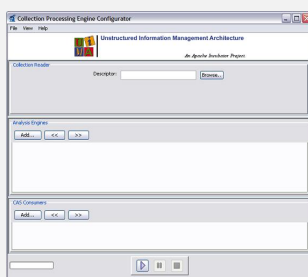 Collection Processing Engine Configurator
File View Help
UIMA
Unstructured Information Management Architecture
An Apache Incubator Project
Collection Reader
Descriptor: Browse...
Analysis Engines
Add... << >>
CAS Consumers
Add... << >>